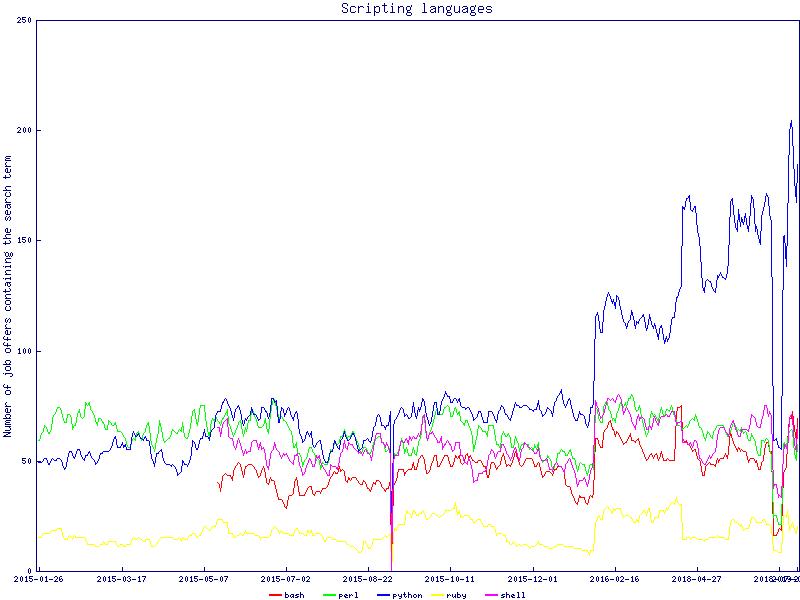 Scripting languages
250
200
150
100
50
0
Number of job offers containing the search term
2015-01-26 2015-03-17 2015-05-07 2015-07-02 2015-08-22 2015-10-11 2015-12-01 2016-02-16 2018-04-27
bash perl python ruby shell